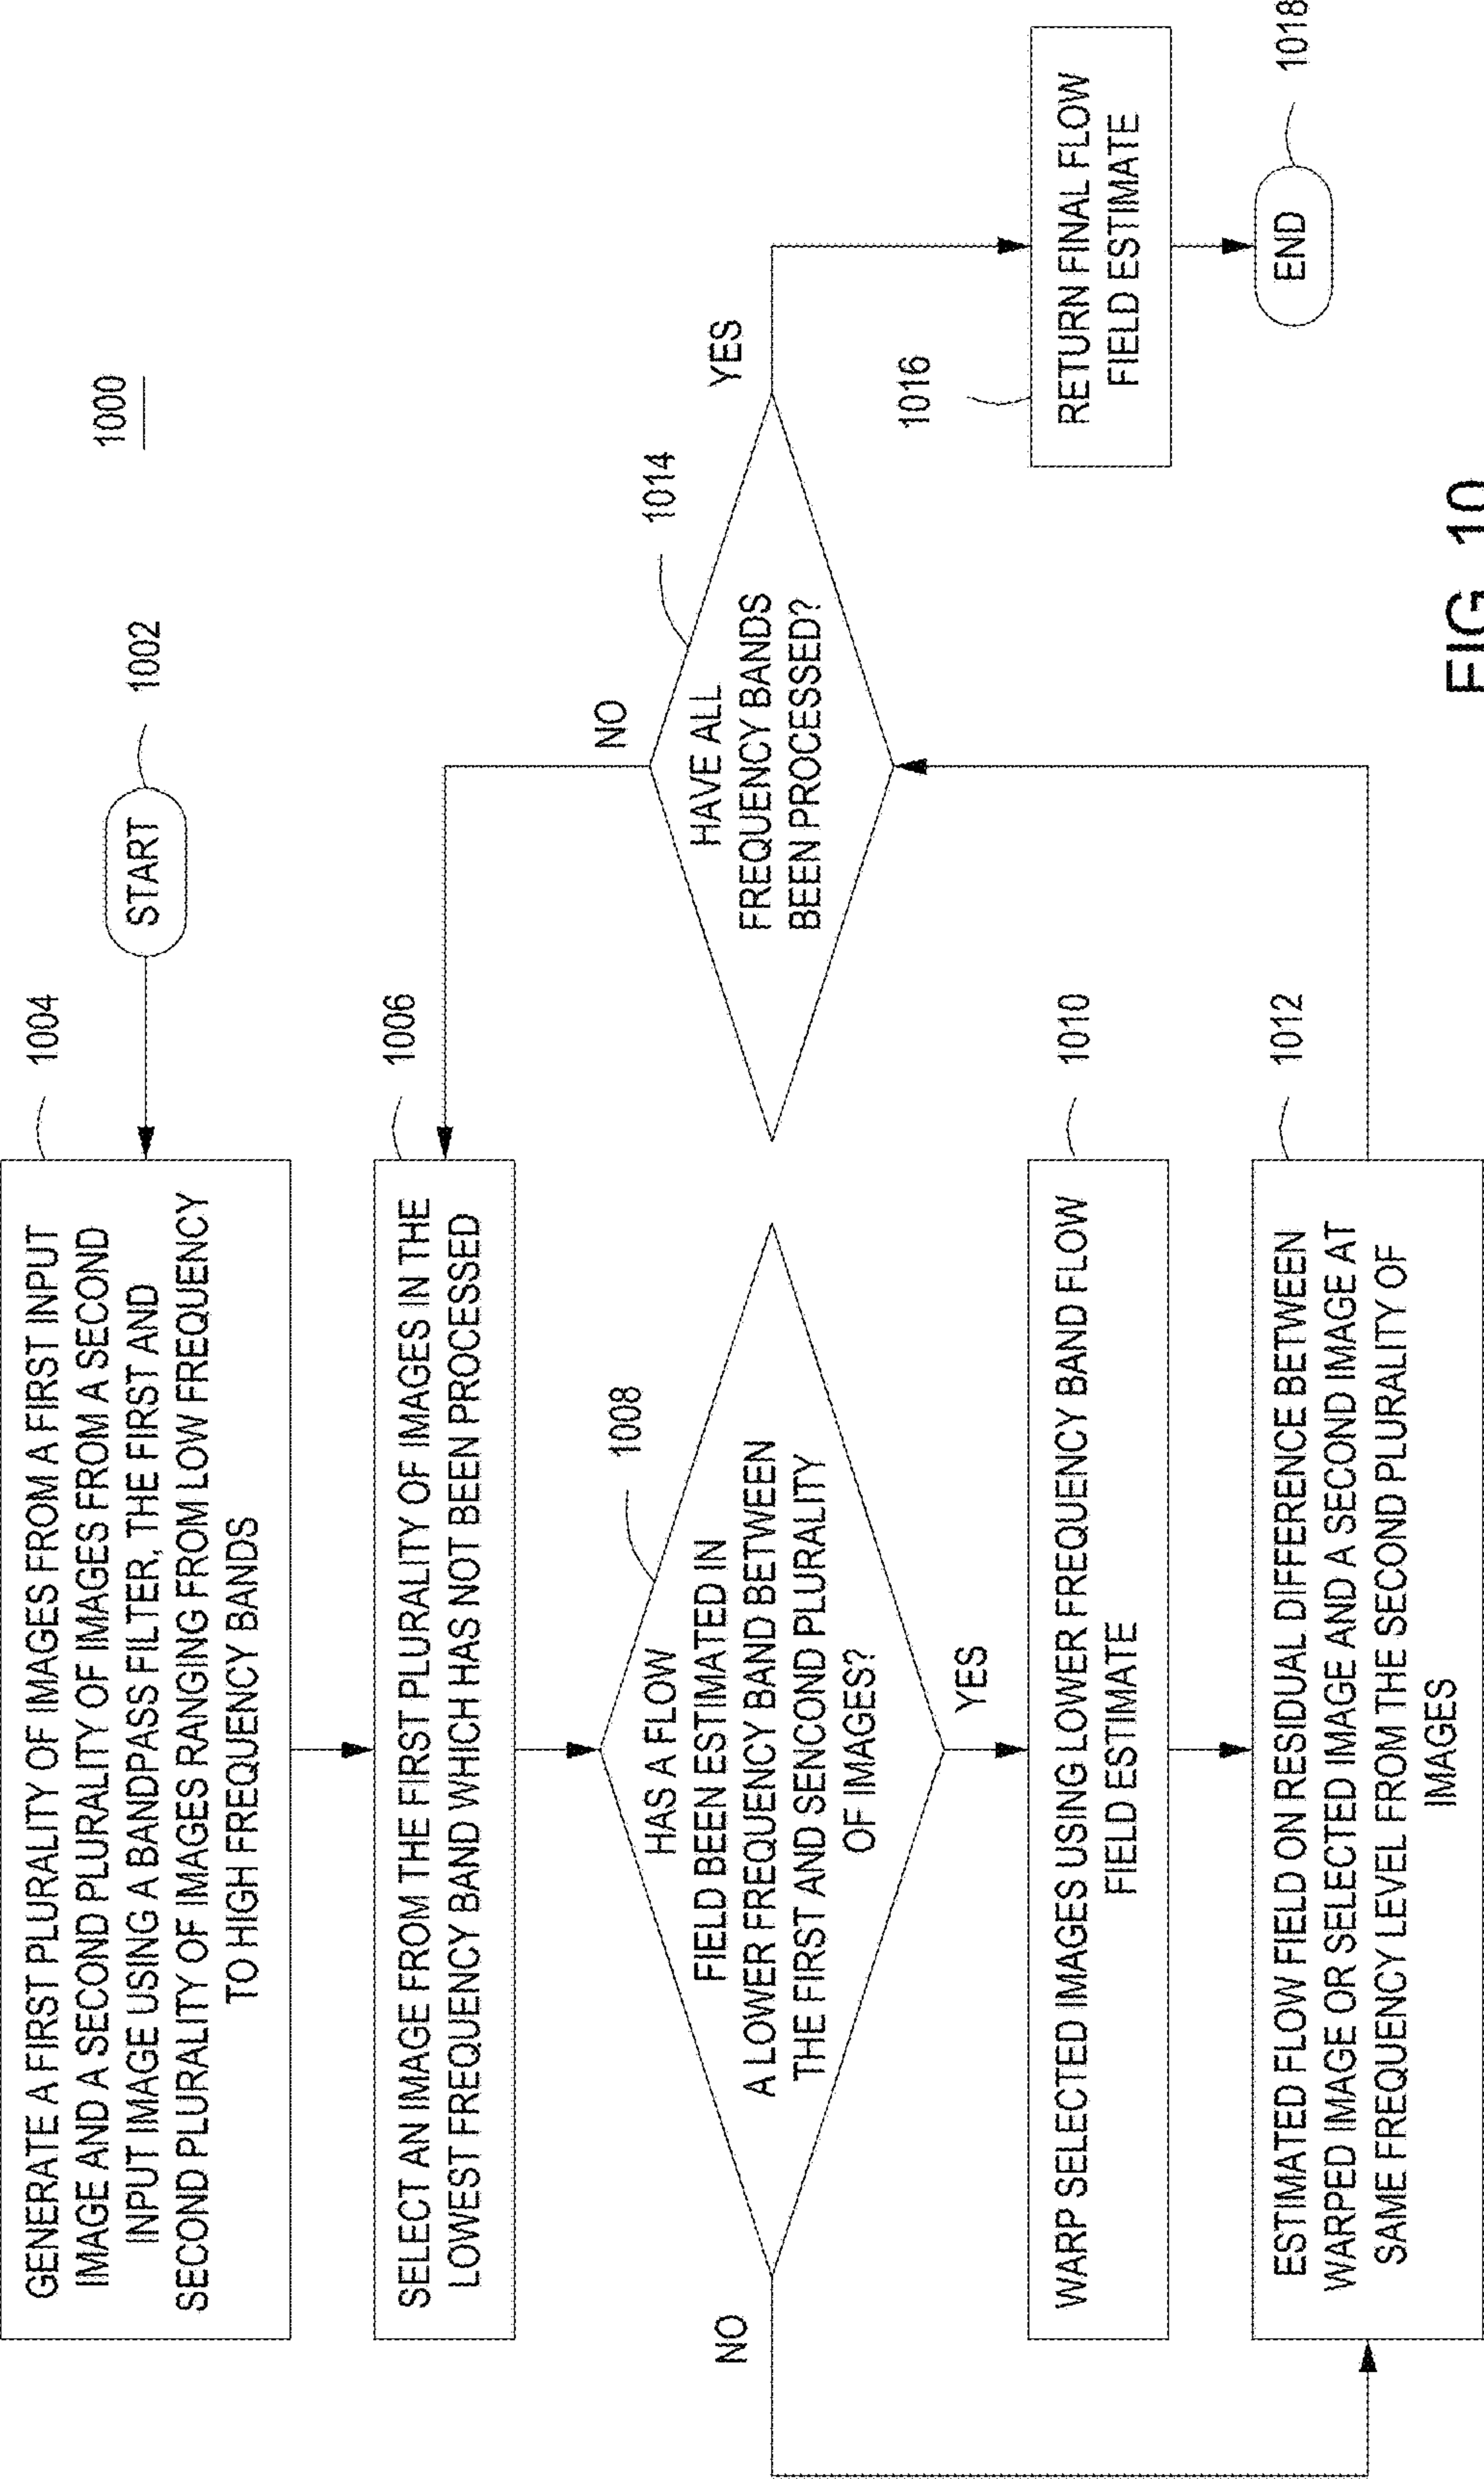 1000
START
1002
1004
GENERATE A FIRST PLURALITY OF IMAGES FROM A FIRST INPUT
IMAGE AND A SECOND PLURALITY OF IMAGES FROM A SECOND
INPUT IMAGE USING A BANDPASS FILTER, THE FIRST AND
SECOND PLURALITY OF IMAGES RANGING FROM LOW FREQUENCY
TO HIGH FREQUENCY BANDS
1006
SELECT AN IMAGE FROM THE FIRST PLURALITY OF IMAGES IN THE
LOWEST FREQUENCY BAND WHICH HAS NOT BEEN PROCESSED
1008
HAS A FLOW
FIELD BEEN ESTIMATED IN
A LOWER FREQUENCY BAND BETWEEN
THE FIRST AND SENCOND PLURALITY
OF IMAGES?
NO
YES
1010
WARP SELECTED IMAGES USING LOWER FREQUENCY BAND FLOW
FIELD ESTIMATE
1012
ESTIMATED FLOW FIELD ON RESIDUAL DIFFERENCE BETWEEN
WARPED IMAGE OR SELECTED IMAGE AND A SECOND IMAGE AT
SAME FREQUENCY LEVEL FROM THE SECOND PLURALITY OF
IMAGES
NO
1014
HAVE ALL
FREQUENCY BANDS
BEEN PROCESSED?
YES
1016
RETURN FINAL FLOW
FIELD ESTIMATE
END
1018
FIG. 10